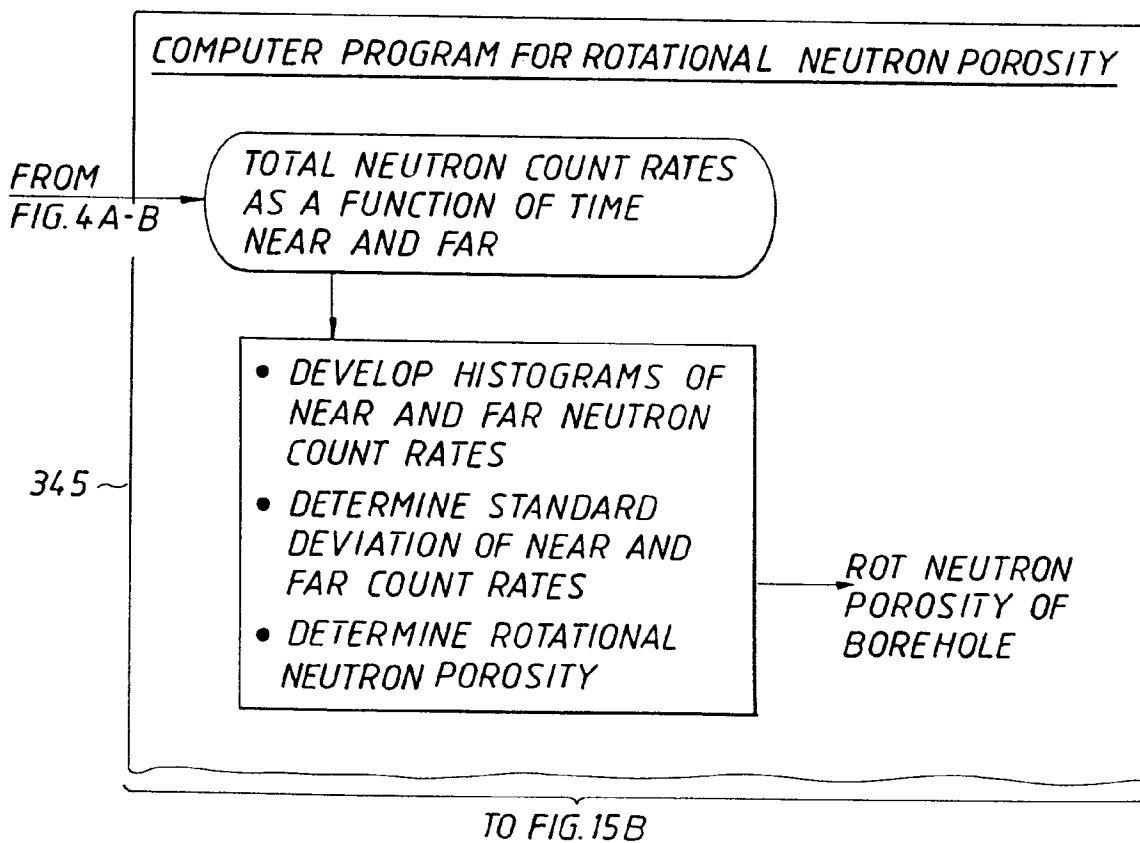 COMPUTER PROGRAM FOR ROTATIONAL NEUTRON POROSITY
FROM
FIG. 4A-B
TOTAL NEUTRON COUNT RATES
AS A FUNCTION OF TIME
NEAR AND FAR
• DEVELOP HISTOGRAMS OF
NEAR AND FAR NEUTRON
COUNT RATES
• DETERMINE STANDARD
DEVIATION OF NEAR AND
FAR COUNT RATES
• DETERMINE ROTATIONAL
NEUTRON POROSITY
345
ROT NEUTRON
POROSITY OF
BOREHOLE
TO FIG. 15B